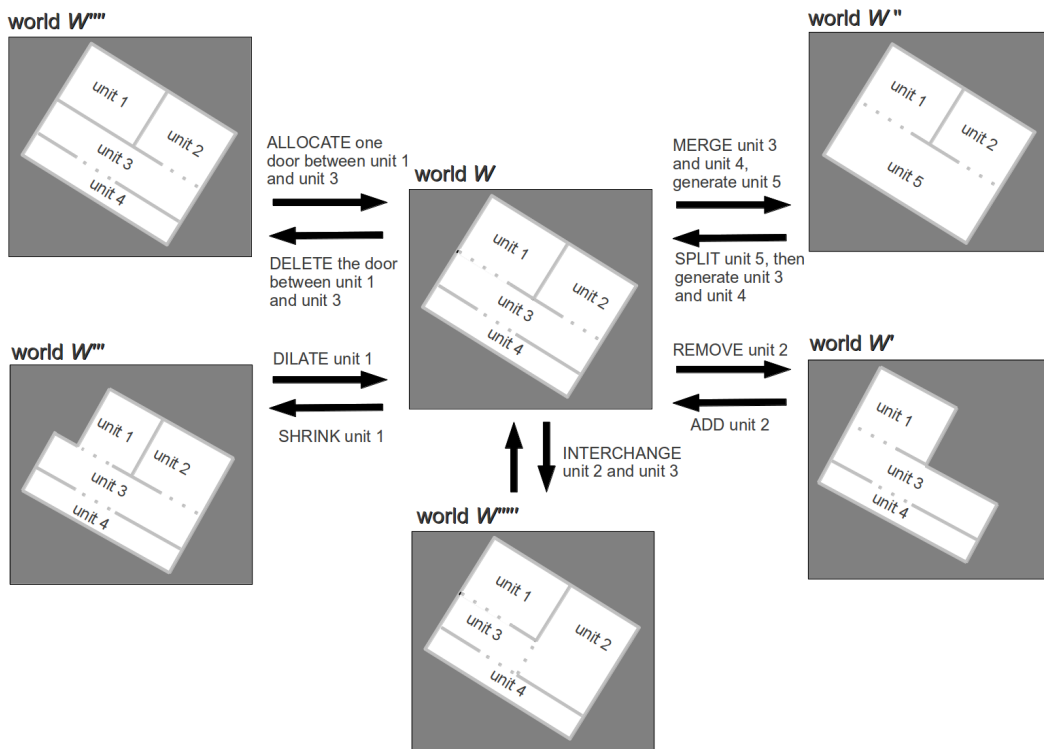 world W''''
unit 1
unit 2
unit 3
unit 4
ALLOCATE one
door between unit 1
and unit 3
DELETE the door
between unit 1
and unit 3
world W
unit 1
unit 2
unit 3
unit 4
MERGE unit 3
and unit 4,
generate unit 5
SPLIT unit 5, then
generate unit 3
and unit 4
world W''
unit 1
unit 2
unit 5
world W'''
unit 1
unit 2
unit 3
unit 4
DILATE unit 1
SHRINK unit 1
REMOVE unit 2
ADD unit 2
world W'
unit 1
unit 3
unit 4
INTERCHANGE
unit 2 and unit 3
world W'''''
unit 1
unit 2
unit 3
unit 4